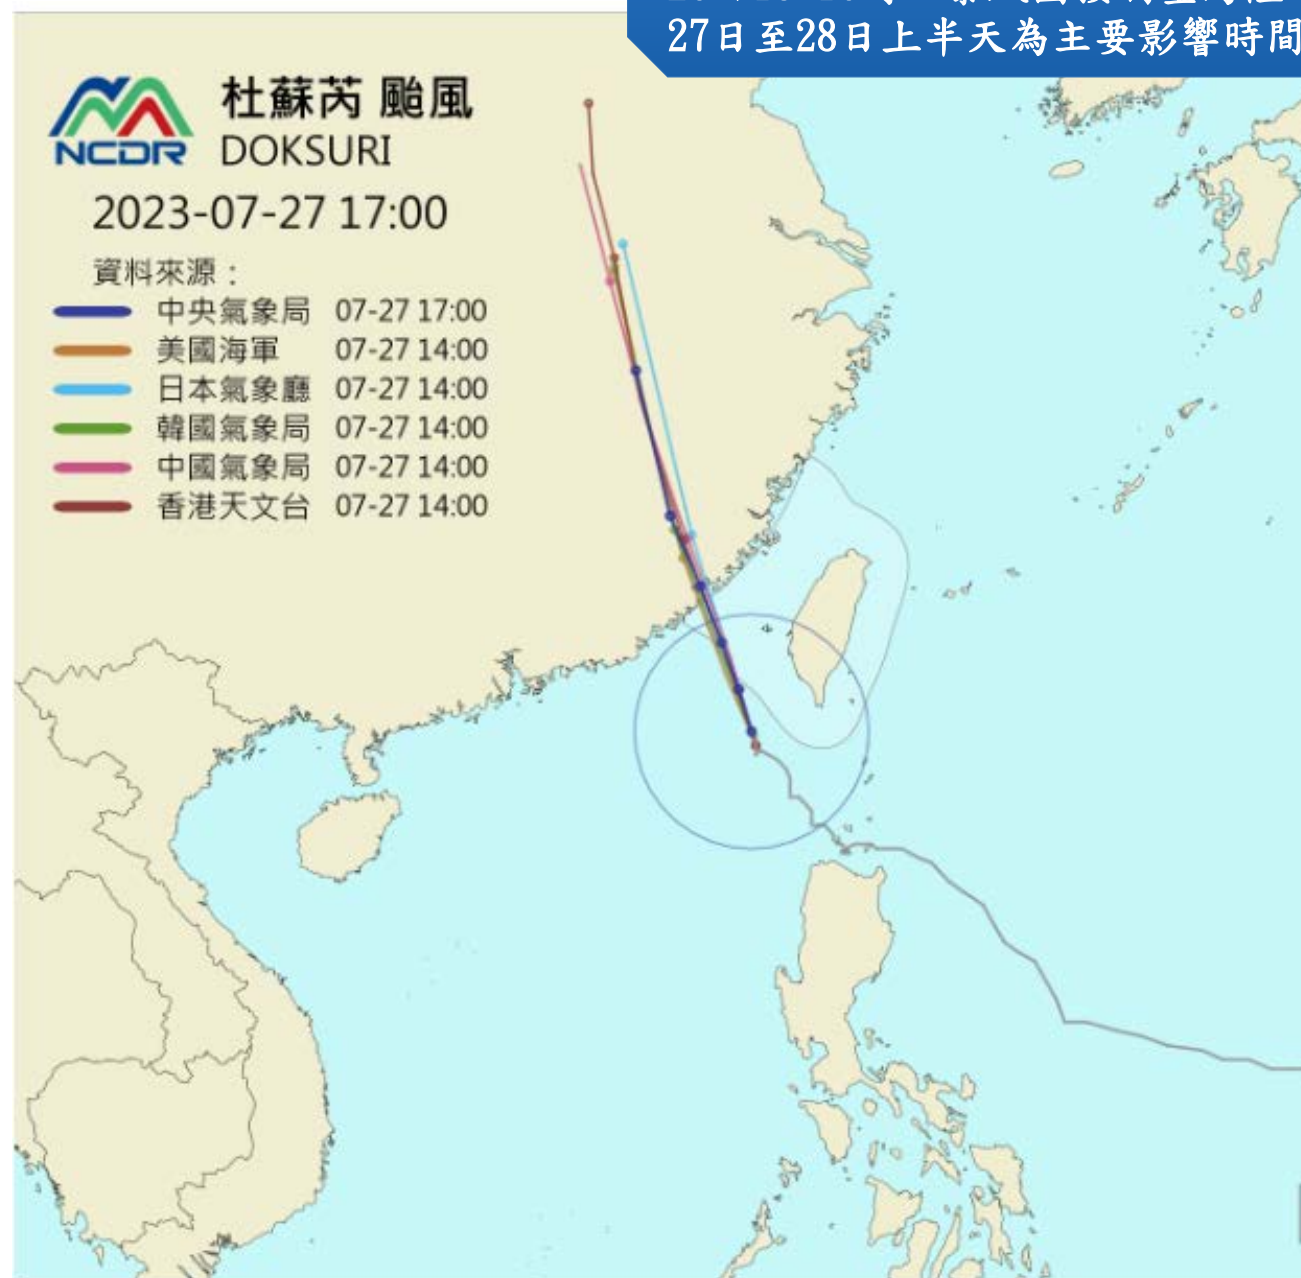 27日至28日上半天為主要影響時間
NCDR
杜蘇芮 颱風
DOKSURI
2023-07-27 17:00
資料來源：
中央氣象局 07-27 17:00
美國海軍 07-27 14:00
日本氣象廳 07-27 14:00
韓國氣象局 07-27 14:00
中國氣象局 07-27 14:00
香港天文台 07-27 14:00